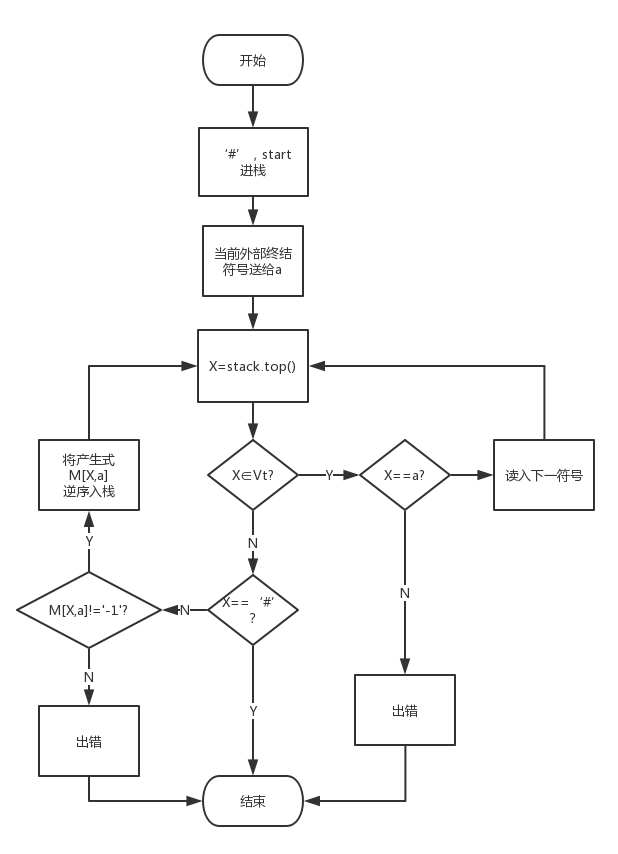 开始
‘#’ ，start
进栈
当前外部终结
符号送给a
X=stack.top()
将产生式
M[X,a]
逆序入栈
X∈Vt?
Y
X==a?
读入下一符号
Y
N
M[X,a]!='-1'?
N
X== ‘#’
?
N
N
Y
出错
出错
结束